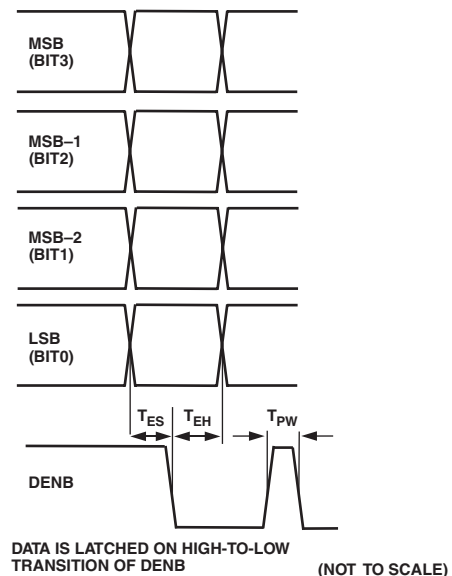 MSB
(BIT3)
MSB–1
(BIT2)
MSB–2
(BIT1)
LSB
(BIT0)
TES TEH TPW
DENB
DATA IS LATCHED ON HIGH-TO-LOW
TRANSITION OF DENB
(NOT TO SCALE)